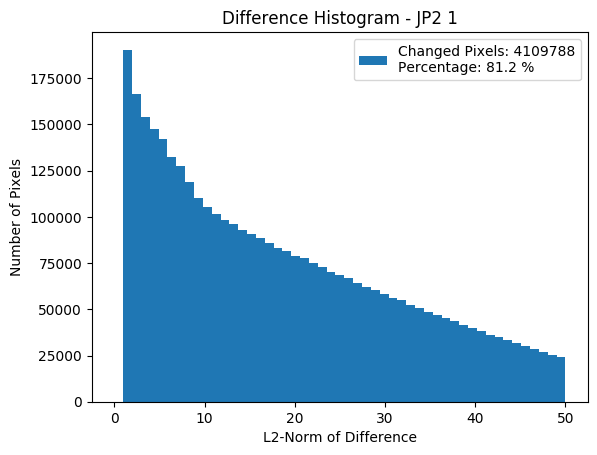 Difference Histogram - JP2 1
Changed Pixels: 4109788
Percentage: 81.2 %
Number of Pixels
175000
150000
125000
100000
75000
50000
25000
0
0 10 20 30 40 50
L2-Norm of Difference